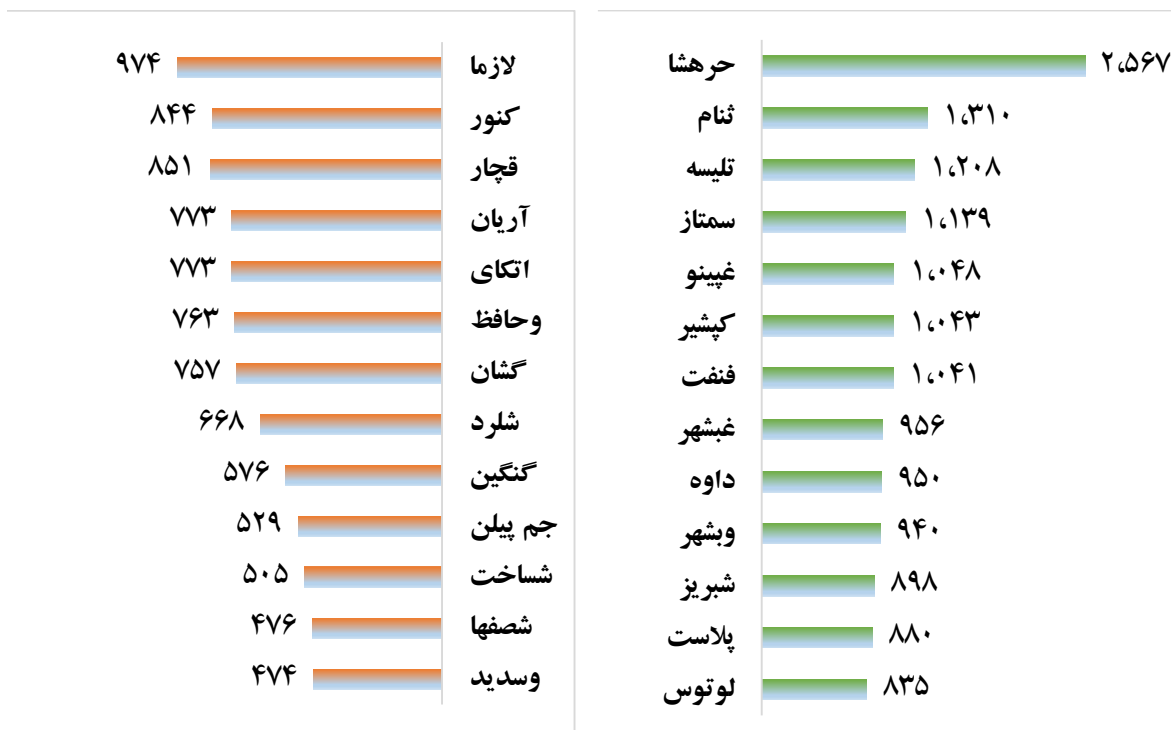 حرهشا ۲،۵۶۷
ثنام ۱،۳۱۰
تلیسه ۱،۲۰۸
سمتاز ۱،۱۳۹
غپینو ۱،۰۴۸
کپشیر ۱،۰۴۳
فنفت ۱،۰۴۱
غبشهر ۹۵۶
داوه ۹۵۰
وبشهر ۹۴۰
شبریز ۸۹۸
پلاست ۸۸۰
لوتوس ۸۳۵
لازما ۹۷۴
کنور ۸۴۴
قچار ۸۵۱
آریان ۷۷۳
اتکای ۷۷۳
وحافظ ۷۶۳
گشان ۷۵۷
شلرد ۶۶۸
گنگین ۵۷۶
جم پیلن ۵۲۹
شساخت ۵۰۵
شصفها ۴۷۶
وسدید ۴۷۴